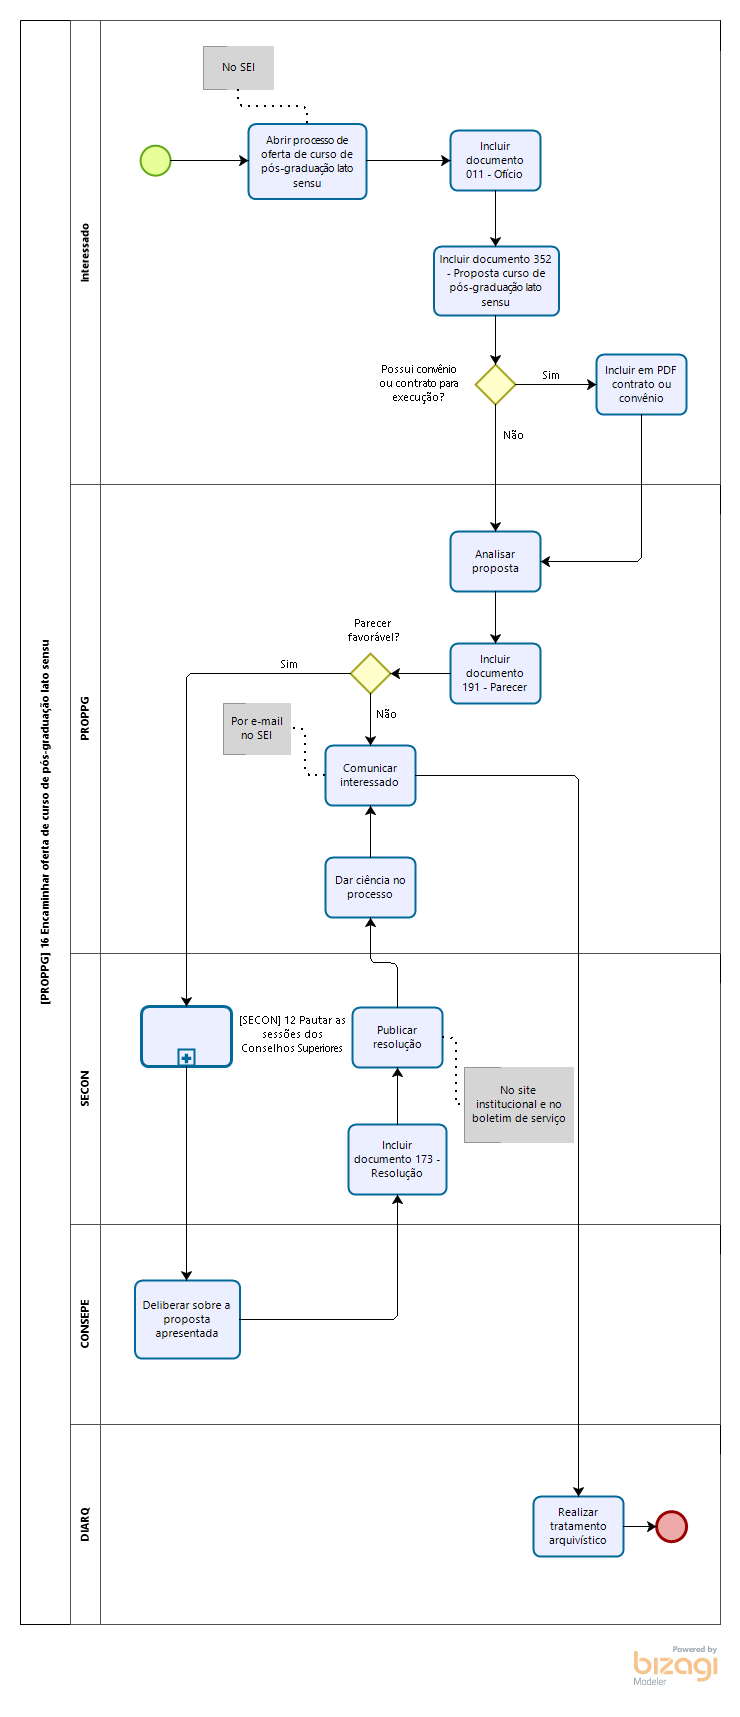 [PROPPG] 16 Encaminhar oferta de curso de pós-graduação lato sensu
Interessado
No SEI
Abrir processo de
oferta de curso de
pós-graduação lato
sensu
Incluir
documento
011 - Ofício
Incluir documento 352
- Proposta curso de
pós-graduação lato
sensu
Possui convênio
ou contrato para
execução?
Sim
Incluir em PDF
contrato ou
convênio
Não
PROPPG
Analisar
proposta
Incluir
documento
191 - Parecer
Parecer
favorável?
Sim
Não
Por e-mail
no SEI
Comunicar
interessado
Dar ciência no
processo
SECON
[SECON] 12 Pautar as
sessões dos
Conselhos Superiores
Publicar
resolução
No site
institucional e no
boletim de serviço
Incluir
documento 173 -
Resolução
CONSEPE
Deliberar sobre a
proposta
apresentada
DIARQ
Realizar
tratamento
arquivístico
Powered by
bizagi
Modeler